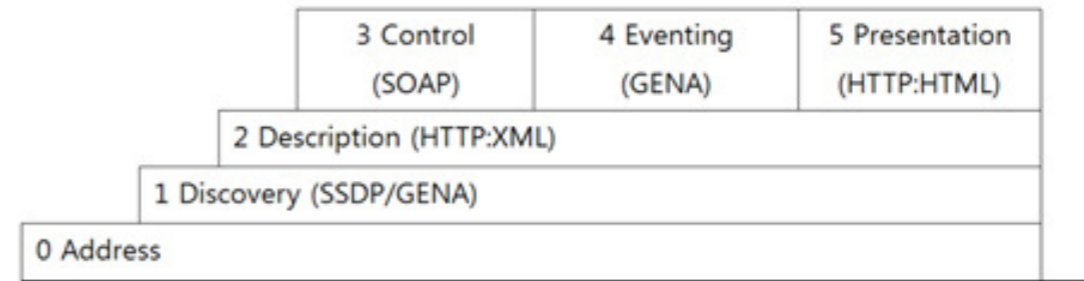 3 Control
(SOAP)
4 Eventing
(GENA)
5 Presentation
(HTTP:HTML)
2 Description (HTTP:XML)
1 Discovery (SSDP/GENA)
0 Address